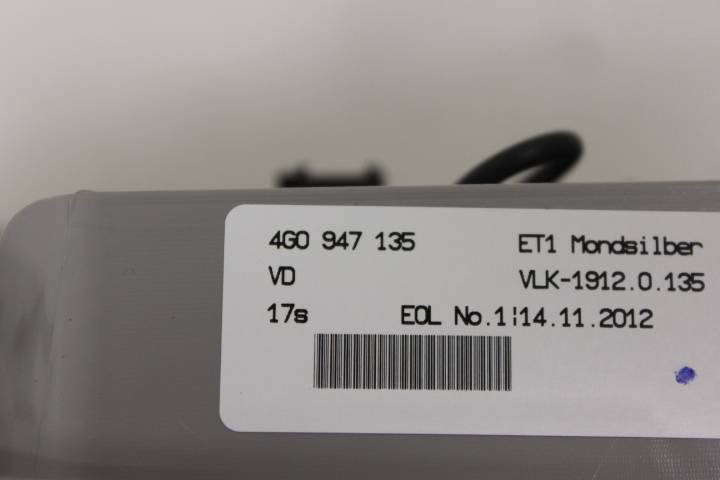 4G0 947 135 ET1 Mondsilber
VD VLK-1912.0.135
17s EOL No.1¦14.11.2012